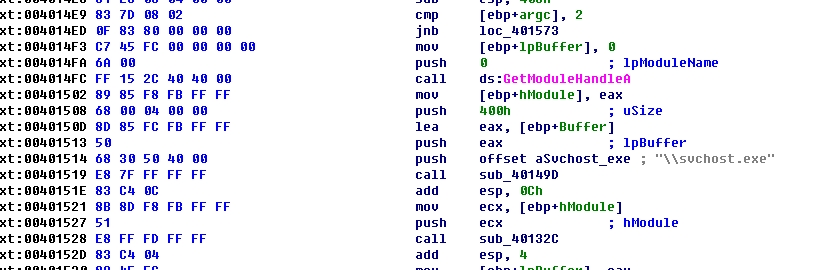 xt:004014E9 83 7D 08 02 cmp [ebp+argc], 2
xt:004014ED 0F 83 80 00 00 00 jnb loc_401573
xt:004014F3 C7 45 FC 00 00 00 00 mov [ebp+lpBuffer], 0
xt:004014FA 6A 00 push 0 ; lpModuleName
xt:004014FC FF 15 2C 40 40 00 call ds:GetModuleHandleA
xt:00401502 89 85 F8 FB FF FF mov [ebp+hModule], eax
xt:00401508 68 00 04 00 00 push 400h ; uSize
xt:0040150D 8D 85 FC FB FF FF lea eax, [ebp+Buffer]
xt:00401513 50 push eax ; lpBuffer
xt:00401514 68 30 50 40 00 push offset aSvchost_exe ; "\\svchost.exe"
xt:00401519 E8 7F FF FF FF call sub_40149D
xt:0040151E 83 C4 0C add esp, 0Ch
xt:00401521 8B 8D F8 FB FF FF mov ecx, [ebp+hModule]
xt:00401527 51 push ecx ; hModule
xt:00401528 E8 FF FD FF FF call sub_40132C
xt:0040152D 83 C4 04 add esp, 4